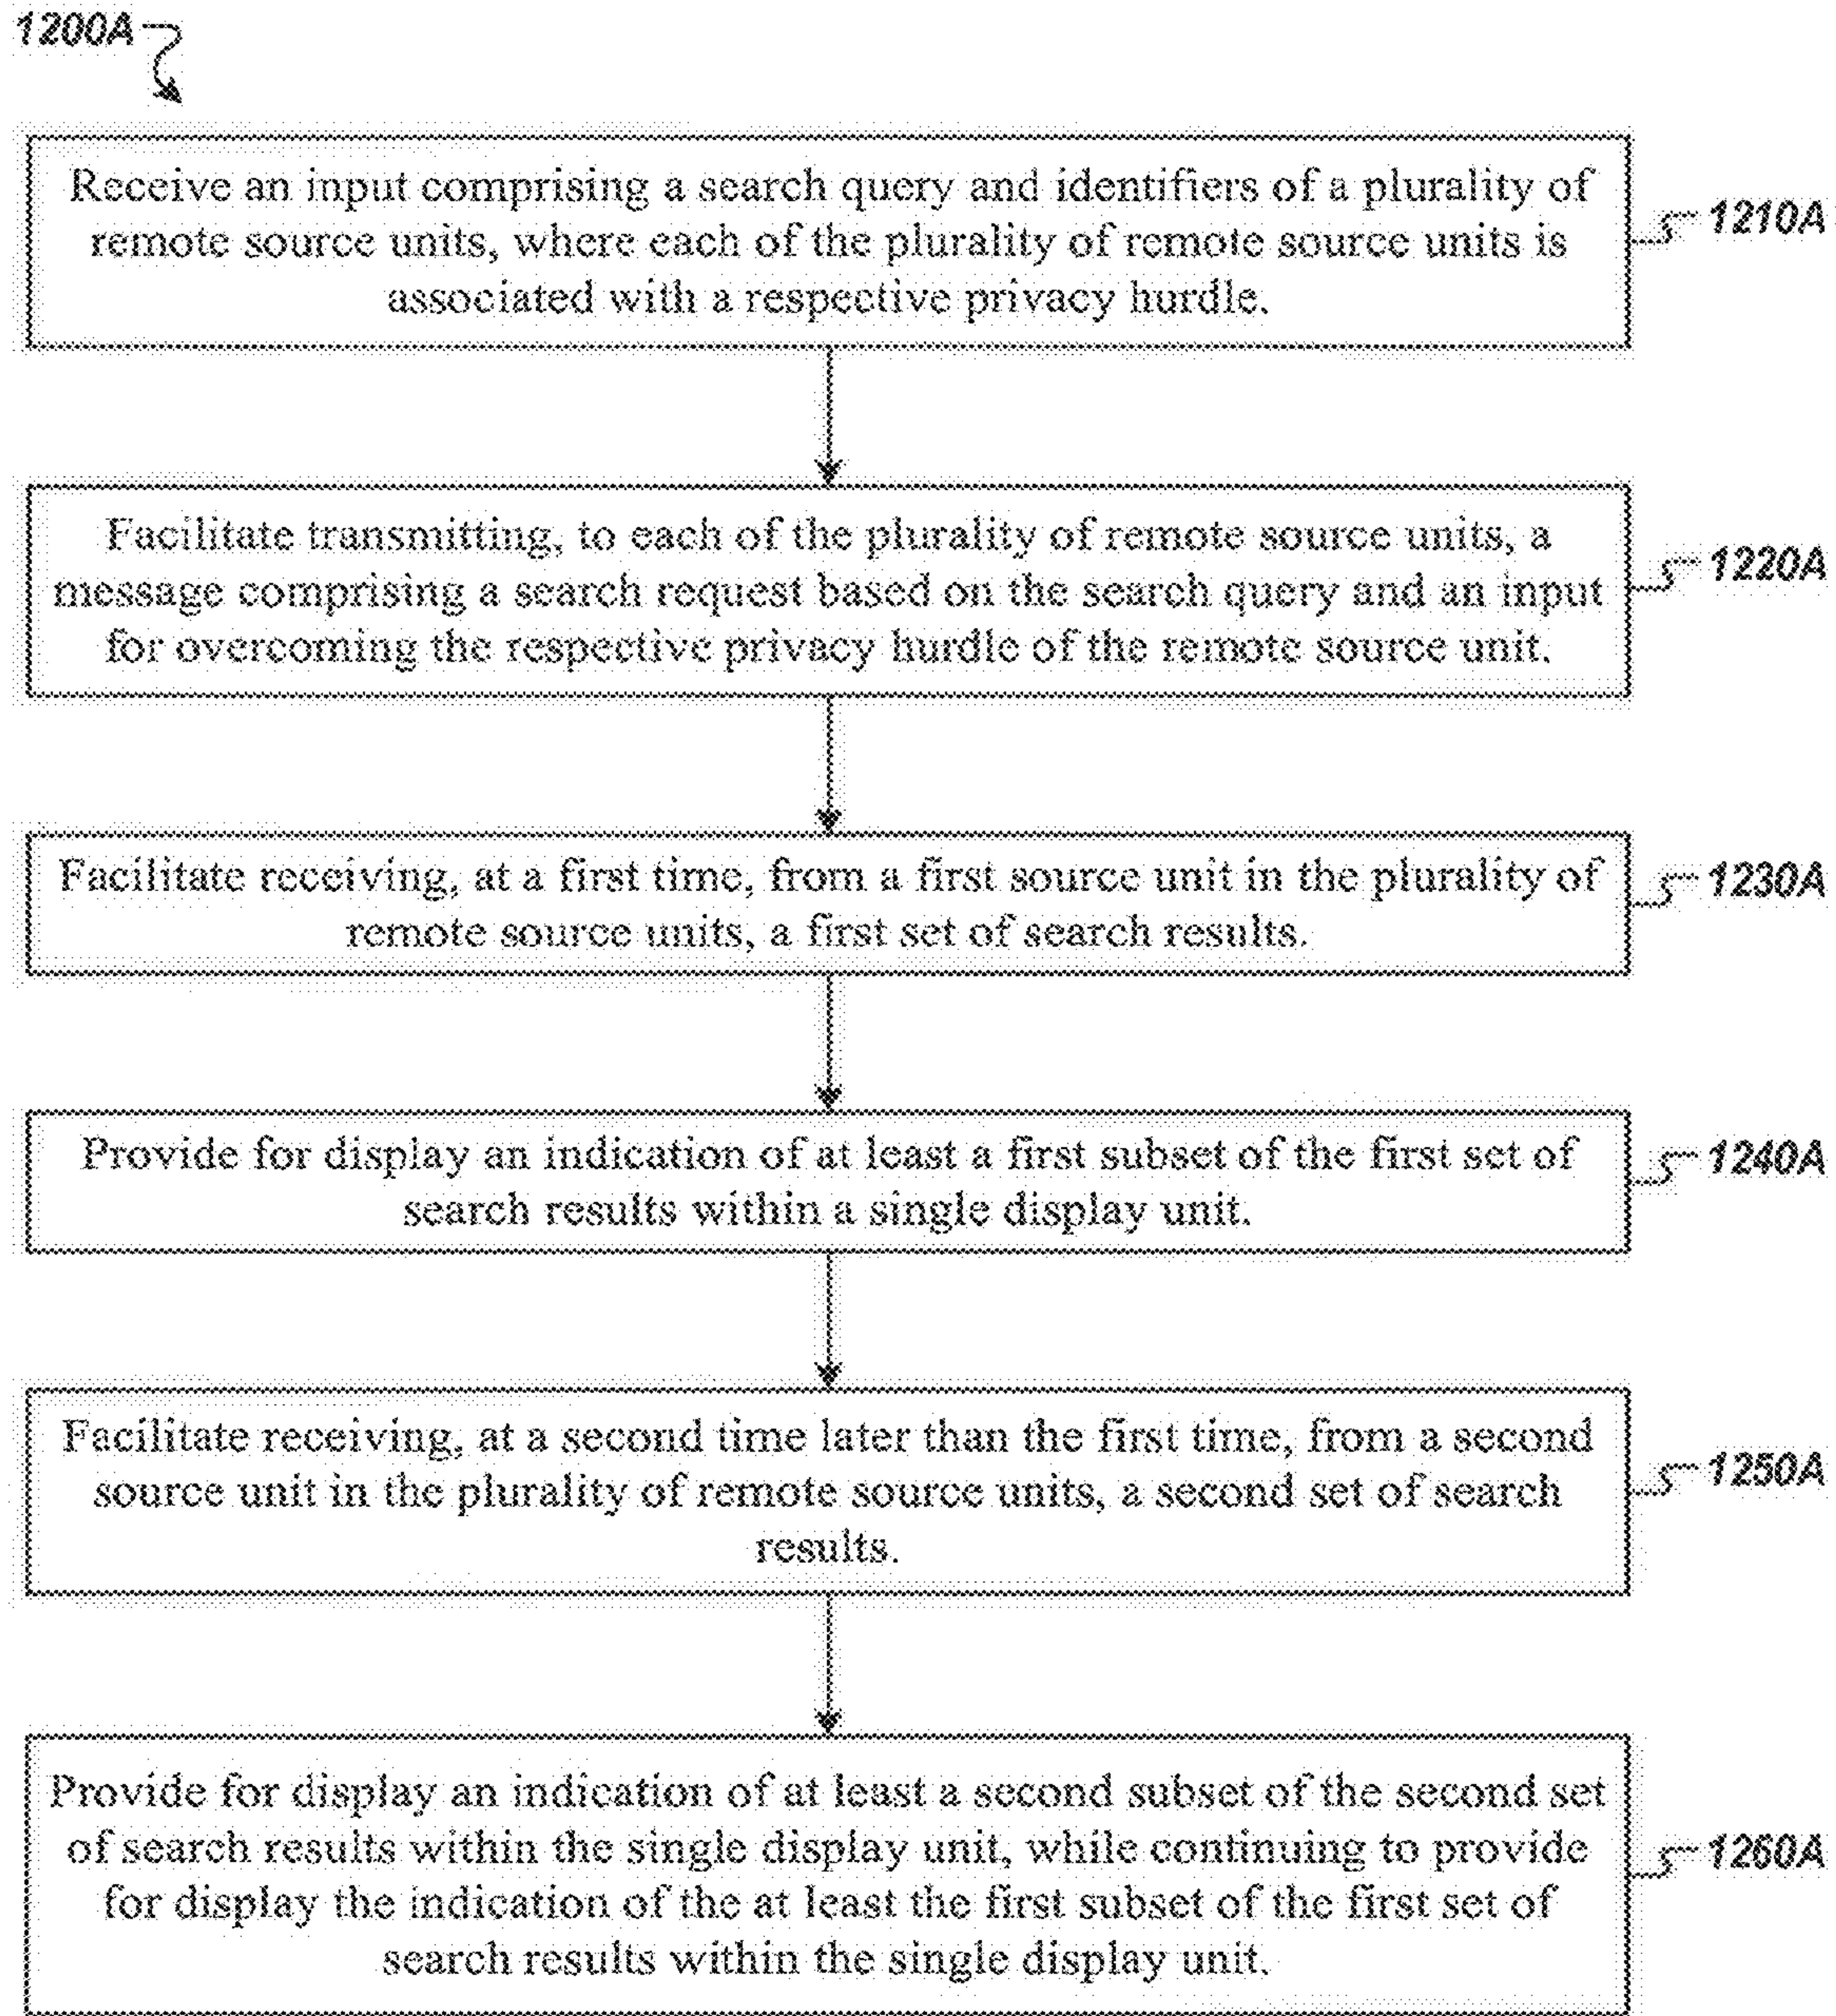 1200A
Receive an input comprising a search query and identifiers of a plurality of
remote source units, where each of the plurality of remote source units is
associated with a respective privacy hurdle.
1210A
Facilitate transmitting, to each of the plurality of remote source units, a
message comprising a search request based on the search query and an input
for overcoming the respective privacy hurdle of the remote source unit.
1220A
Facilitate receiving, at a first time, from a first source unit in the plurality of
remote source units, a first set of search results.
1230A
Provide for display an indication of at least a first subset of the first set of
search results within a single display unit.
1240A
Facilitate receiving, at a second time later than the first time, from a second
source unit in the plurality of remote source units, a second set of search
results.
1250A
Provide for display an indication of at least a second subset of the second set
of search results within the single display unit, while continuing to provide
for display the indication of the at least the first subset of the first set of
search results within the single display unit.
1260A